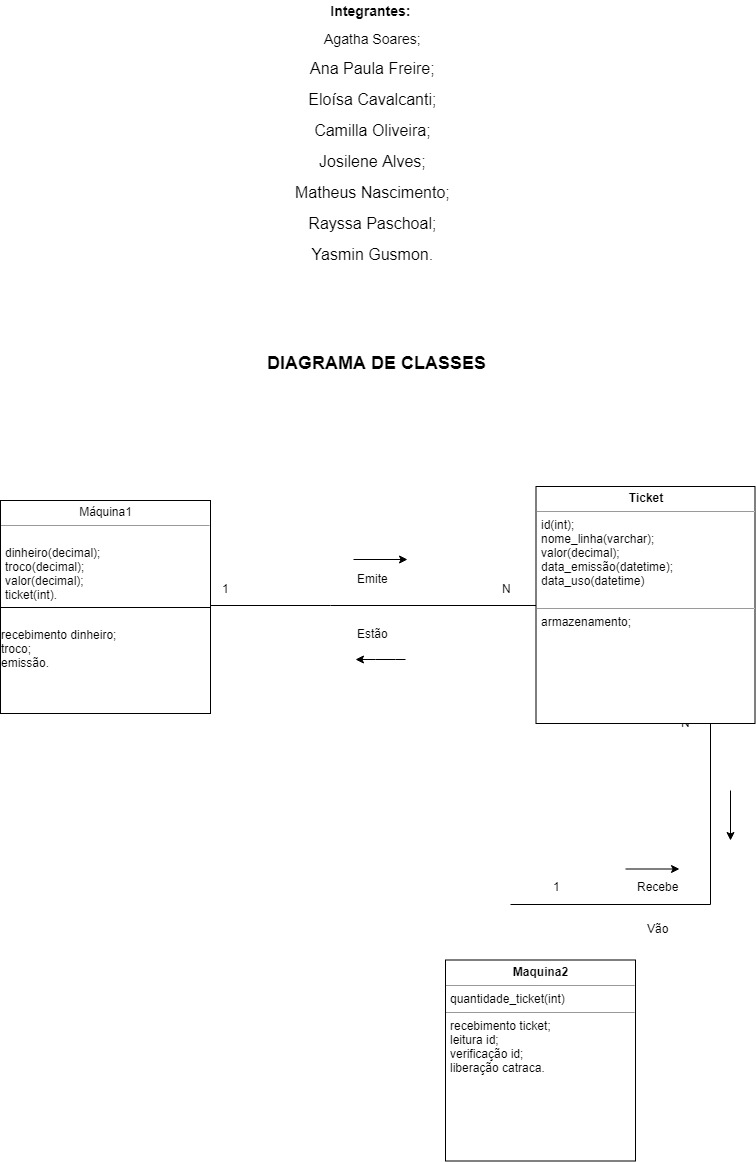 Integrantes:
Agatha Soares;
Ana Paula Freire;
Eloísa Cavalcanti;
Camilla Oliveira;
Josilene Alves;
Matheus Nascimento;
Rayssa Paschoal;
Yasmin Gusmon.
DIAGRAMA DE CLASSES
Máquina1
dinheiro(decimal);
troco(decimal);
valor(decimal);
ticket(int).
recebimento dinheiro;
troco;
emissão.
1
Emite
N
Estão
Ticket
id(int);
nome_linha(varchar);
valor(decimal);
data_emissão(datetime);
data_uso(datetime)
armazenamento;
N
1
Recebe
Vão
Maquina2
quantidade_ticket(int)
recebimento ticket;
leitura id;
verificação id;
liberação catraca.